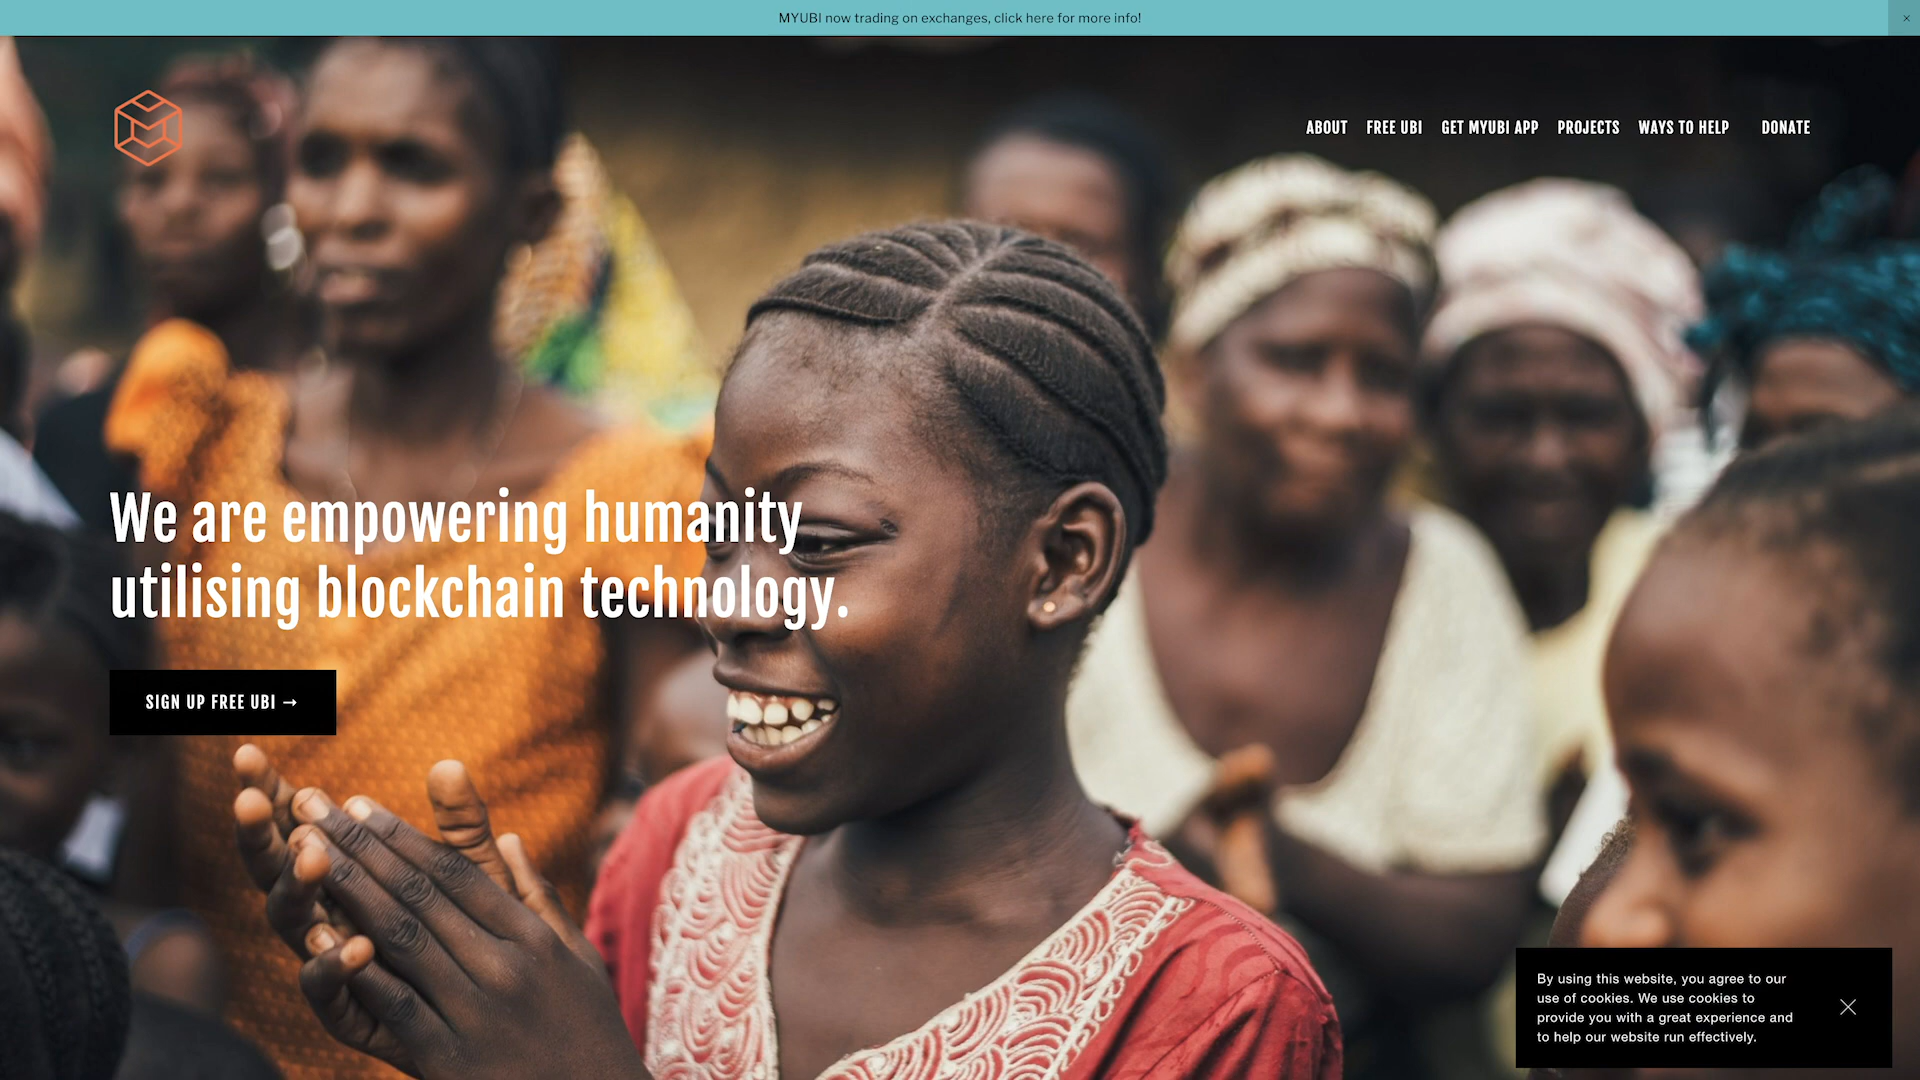 MYUBI now trading on exchanges, click here for more info!
ABOUT FREE UBI GET MYUBI APP PROJECTS WAYS TO HELP DONATE
We are empowering humanity
utilising blockchain technology.
SIGN UP FREE UBI →
By using this website, you agree to our
use of cookies. We use cookies to
provide you with a great experience and
to help our website run effectively.